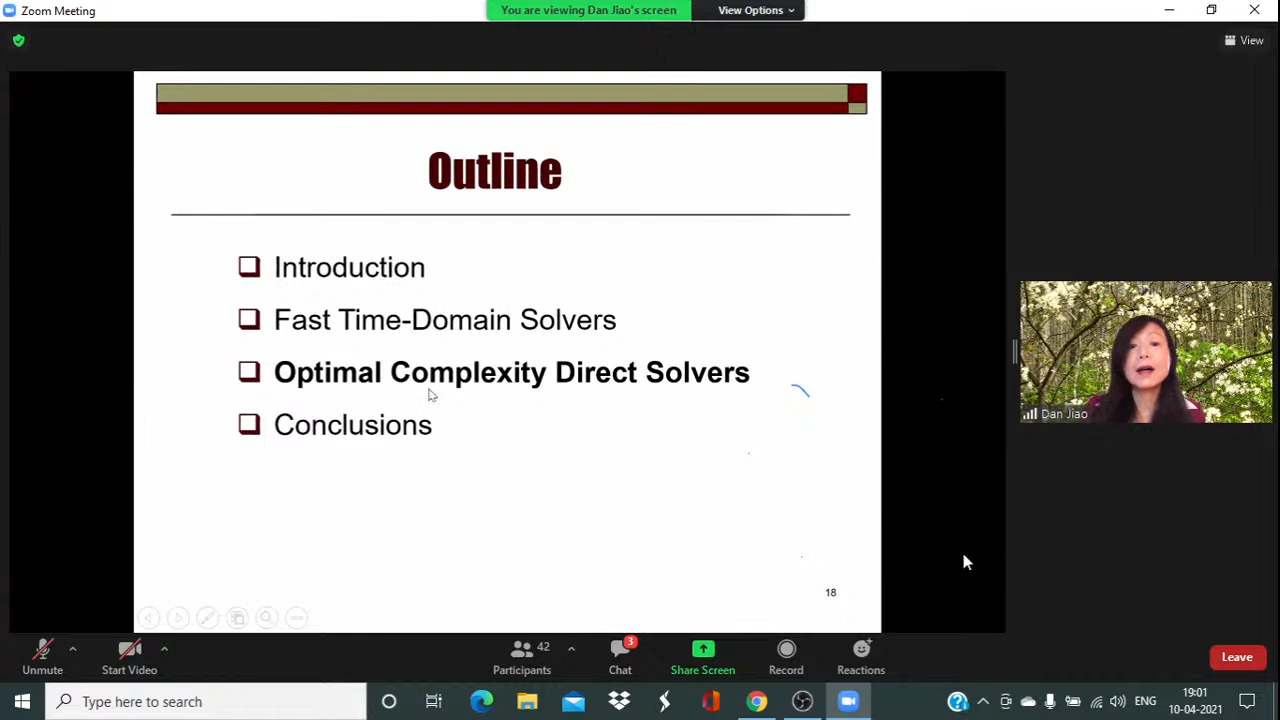 Zoom Meeting
You are viewing Dan Jiao's screen
View Options
View
Outline
Introduction
Fast Time-Domain Solvers
Optimal Complexity Direct Solvers
Conclusions
18
Dan Jiao
Unmute
Start Video
42
Participants
3
Chat
Share Screen
Record
Reactions
Leave
Type here to search
ENG
19:01
10-04-2021